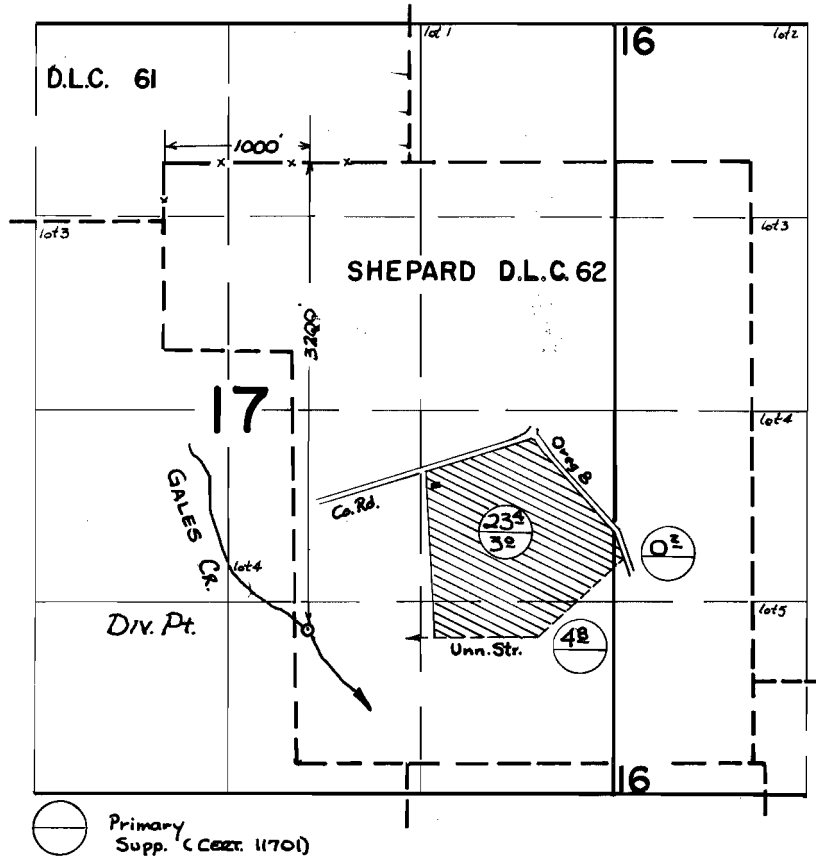 lot 1
16
lot 2
D.L.C. 61
1000'
lot 3
lot 3
SHEPARD D.L.C. 62
3200'
17
lot 4
Oreg 8
Co. Rd.
GALES CR.
23.4
3.0
0.2
lot 4
Div. Pt.
lot 5
4.8
Unn. Str.
16
Primary
Supp. (CERT. 11701)